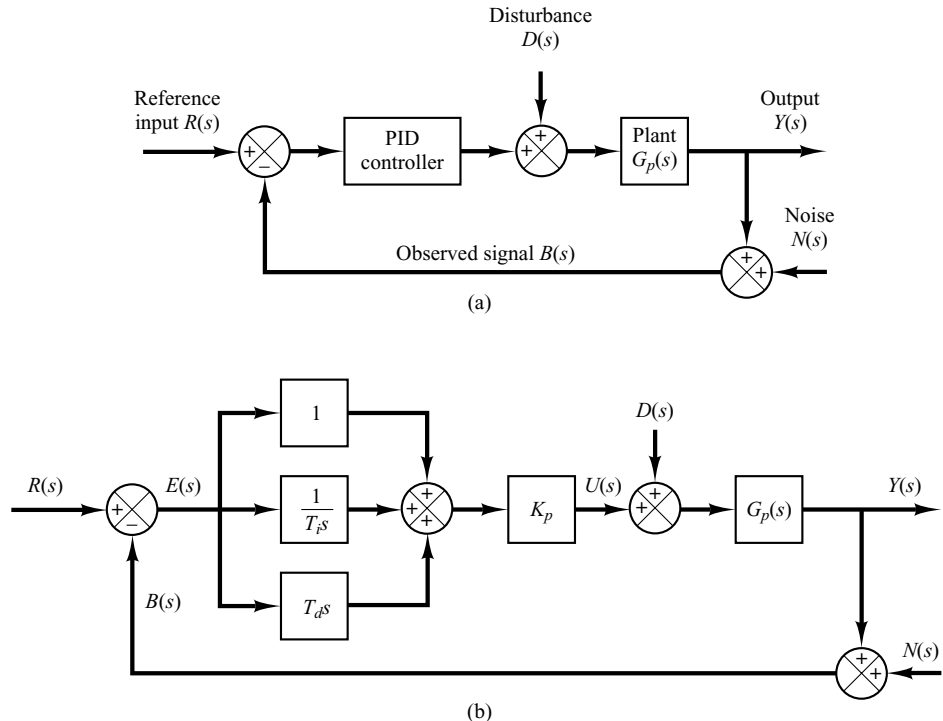 Disturbance
D(s)
Reference
input R(s)
+
−
PID
controller
+
+
Plant
G_p(s)
Output
Y(s)
Noise
N(s)
+
+
Observed signal B(s)
(a)
R(s)
+
−
E(s)
1
1
T_i s
T_d s
+
+
+
K_p
U(s)
D(s)
+
+
G_p(s)
Y(s)
B(s)
+
+
N(s)
(b)